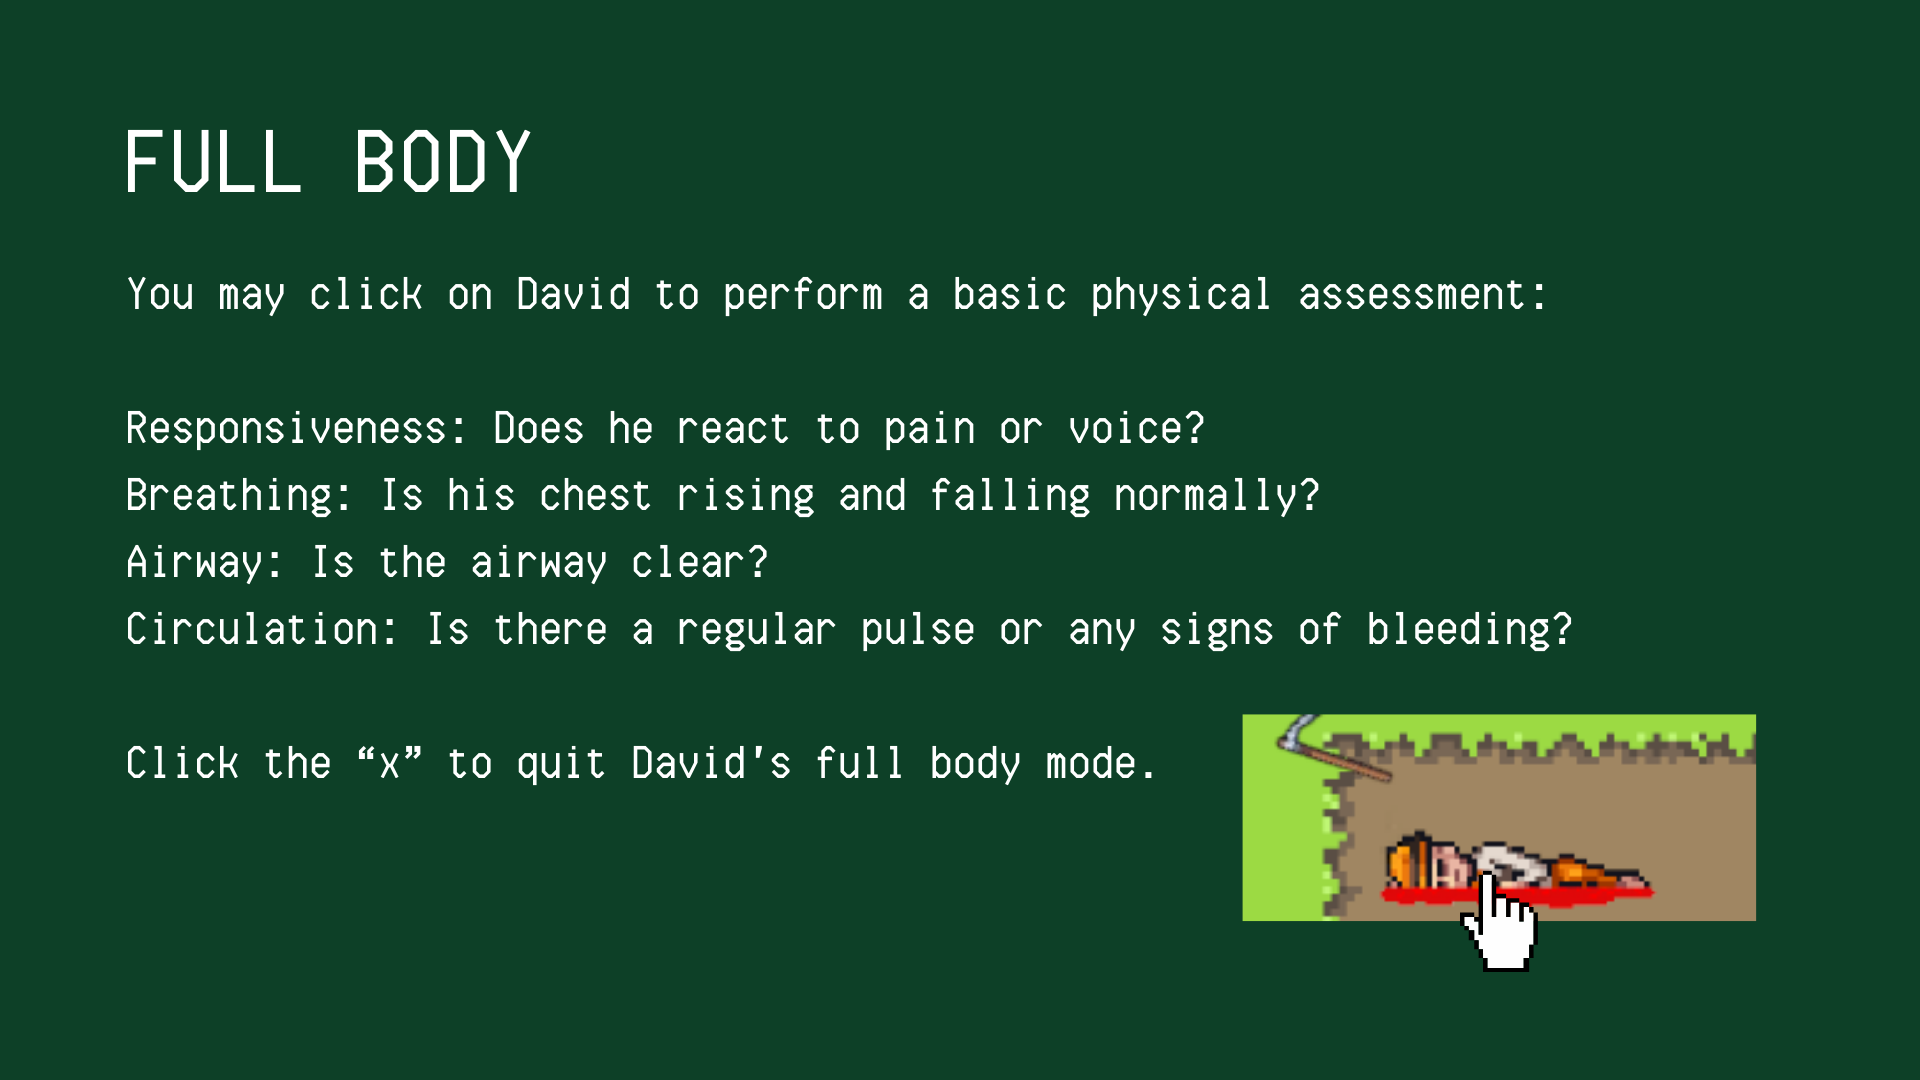 FULL BODY
You may click on David to perform a basic physical assessment:
Responsiveness: Does he react to pain or voice?
Breathing: Is his chest rising and falling normally?
Airway: Is the airway clear?
Circulation: Is there a regular pulse or any signs of bleeding?
Click the “x” to quit David's full body mode.